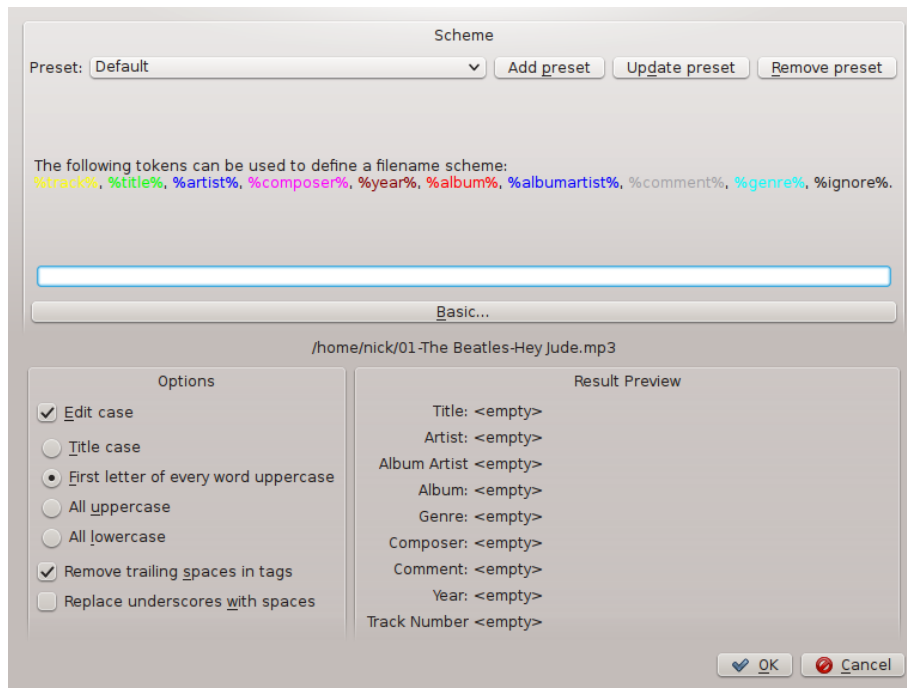 Scheme
Preset: Default Add preset Update preset Remove preset
The following tokens can be used to define a filename scheme:
%track%, %title%, %artist%, %composer%, %year%, %album%, %albumartist%, %comment%, %genre%, %ignore%.
Basic...
/home/nick/01-The Beatles-Hey Jude.mp3
Options
Edit case
Title case
First letter of every word uppercase
All uppercase
All lowercase
Remove trailing spaces in tags
Replace underscores with spaces
Result Preview
Title: <empty>
Artist: <empty>
Album Artist <empty>
Album: <empty>
Genre: <empty>
Composer: <empty>
Comment: <empty>
Year: <empty>
Track Number <empty>
OK Cancel